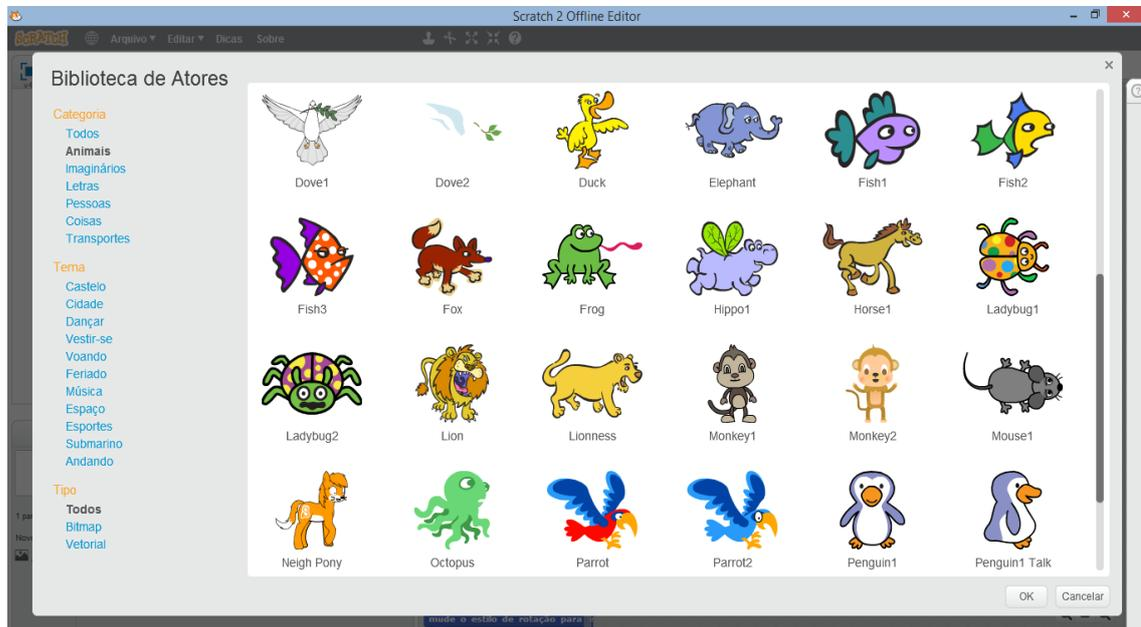 Scratch 2 Offline Editor
SCRATCH Arquivo Editar Dicas Sobre
Biblioteca de Atores
Categoria
Todos
Animais
Imaginários
Letras
Pessoas
Coisas
Transportes
Tema
Castelo
Cidade
Dançar
Vestir-se
Voando
Feriado
Música
Espaço
Esportes
Submarino
Andando
Tipo
Todos
Bitmap
Vetorial
Dove1 Dove2 Duck Elephant Fish1 Fish2
Fish3 Fox Frog Hippo1 Horse1 Ladybug1
Ladybug2 Lion Lionness Monkey1 Monkey2 Mouse1
Neigh Pony Octopus Parrot Parrot2 Penguin1 Penguin1 Talk
OK Cancelar
mude o estilo de rotação para